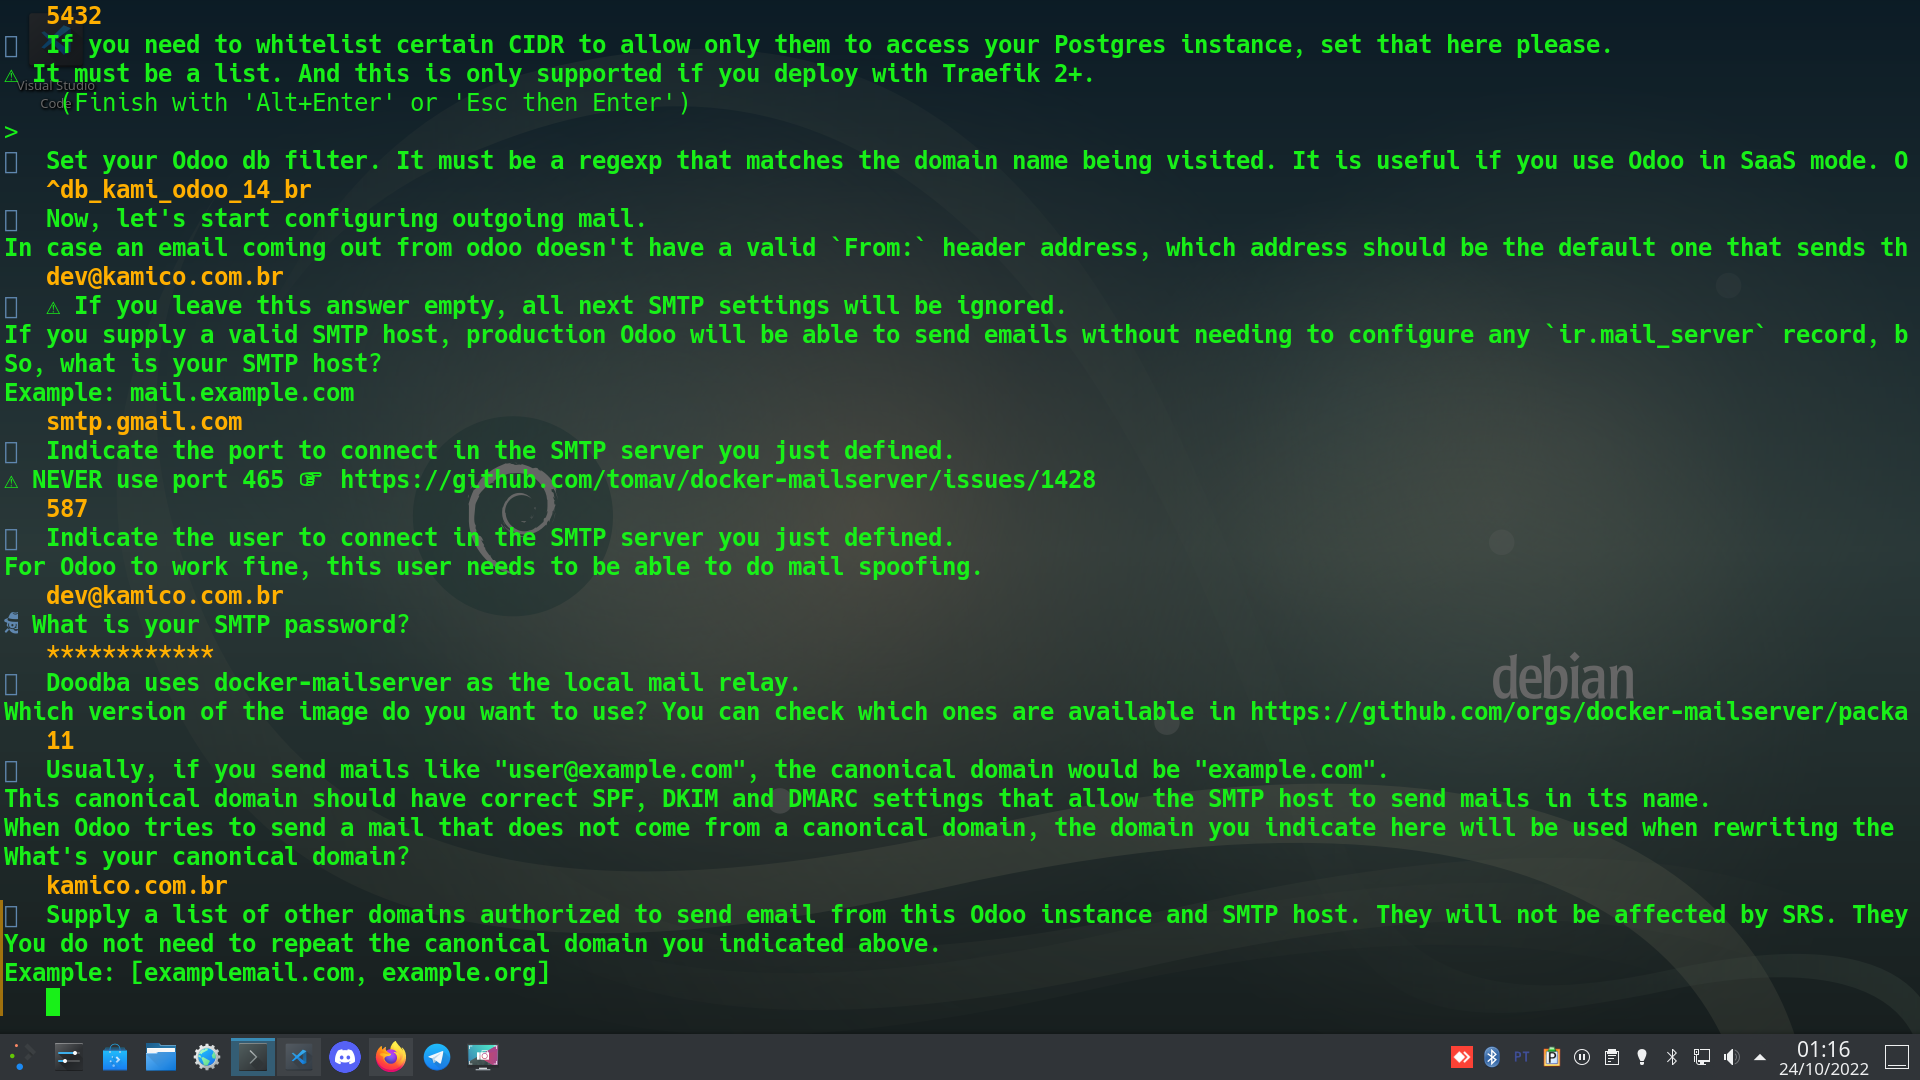 5432
If you need to whitelist certain CIDR to allow only them to access your Postgres instance, set that here please.
⚠ It must be a list. And this is only supported if you deploy with Traefik 2+.
Visual Studio
Code
(Finish with 'Alt+Enter' or 'Esc then Enter')
>
Set your Odoo db filter. It must be a regexp that matches the domain name being visited. It is useful if you use Odoo in SaaS mode. O
^db_kami_odoo_14_br
Now, let's start configuring outgoing mail.
In case an email coming out from odoo doesn't have a valid `From:` header address, which address should be the default one that sends th
dev@kamico.com.br
⚠ If you leave this answer empty, all next SMTP settings will be ignored.
If you supply a valid SMTP host, production Odoo will be able to send emails without needing to configure any `ir.mail_server` record, b
So, what is your SMTP host?
Example: mail.example.com
smtp.gmail.com
Indicate the port to connect in the SMTP server you just defined.
⚠ NEVER use port 465 ☞ https://github.com/tomav/docker-mailserver/issues/1428
587
Indicate the user to connect in the SMTP server you just defined.
For Odoo to work fine, this user needs to be able to do mail spoofing.
dev@kamico.com.br
What is your SMTP password?
************
Doodba uses docker-mailserver as the local mail relay.
debian
Which version of the image do you want to use? You can check which ones are available in https://github.com/orgs/docker-mailserver/packa
11
Usually, if you send mails like "user@example.com", the canonical domain would be "example.com".
This canonical domain should have correct SPF, DKIM and DMARC settings that allow the SMTP host to send mails in its name.
When Odoo tries to send a mail that does not come from a canonical domain, the domain you indicate here will be used when rewriting the
What's your canonical domain?
kamico.com.br
Supply a list of other domains authorized to send email from this Odoo instance and SMTP host. They will not be affected by SRS. They
You do not need to repeat the canonical domain you indicated above.
Example: [examplemail.com, example.org]
PT
01:16
24/10/2022